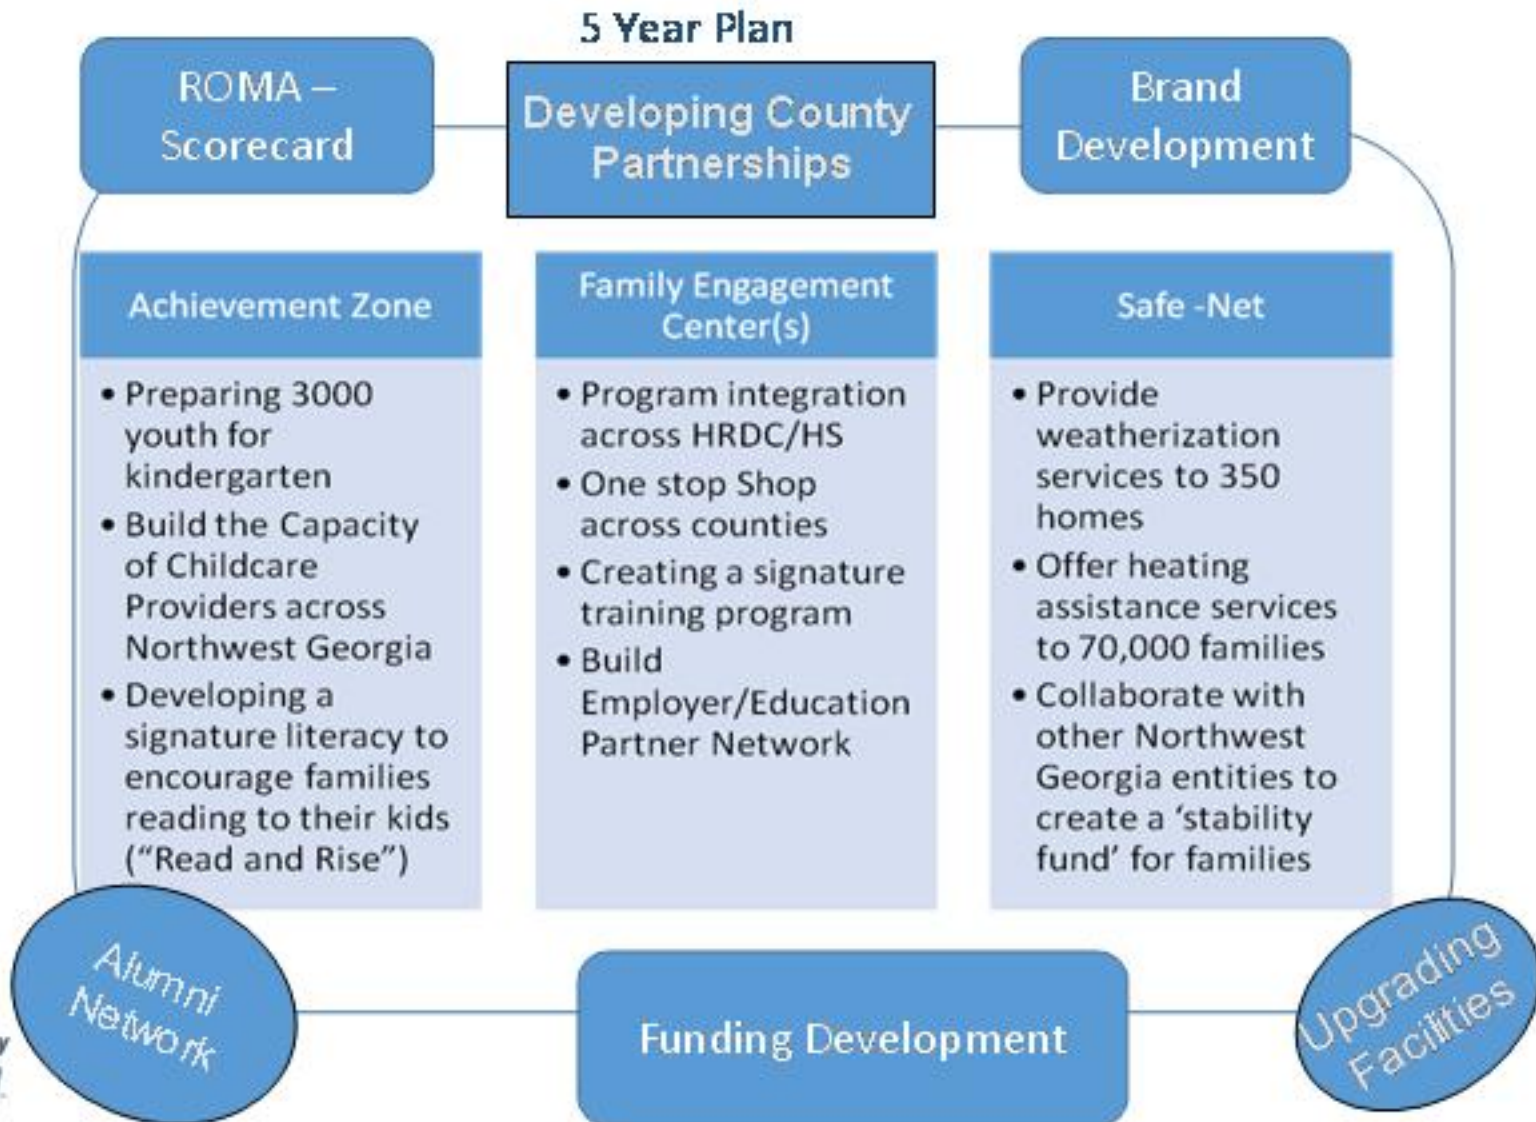 5 Year Plan
ROMA –
Scorecard
Developing County
Partnerships
Brand
Development
Achievement Zone
• Preparing 3000
youth for
kindergarten
• Build the Capacity
of Childcare
Providers across
Northwest Georgia
• Developing a
signature literacy to
encourage families
reading to their kids
(“Read and Rise”)
Family Engagement
Center(s)
• Program integration
across HRDC/HS
• One stop Shop
across counties
• Creating a signature
training program
• Build
Employer/Education
Partner Network
Safe -Net
• Provide
weatherization
services to 350
homes
• Offer heating
assistance services
to 70,000 families
• Collaborate with
other Northwest
Georgia entities to
create a ‘stability
fund’ for families
Alumni
Network
Funding Development
Upgrading
Facilities